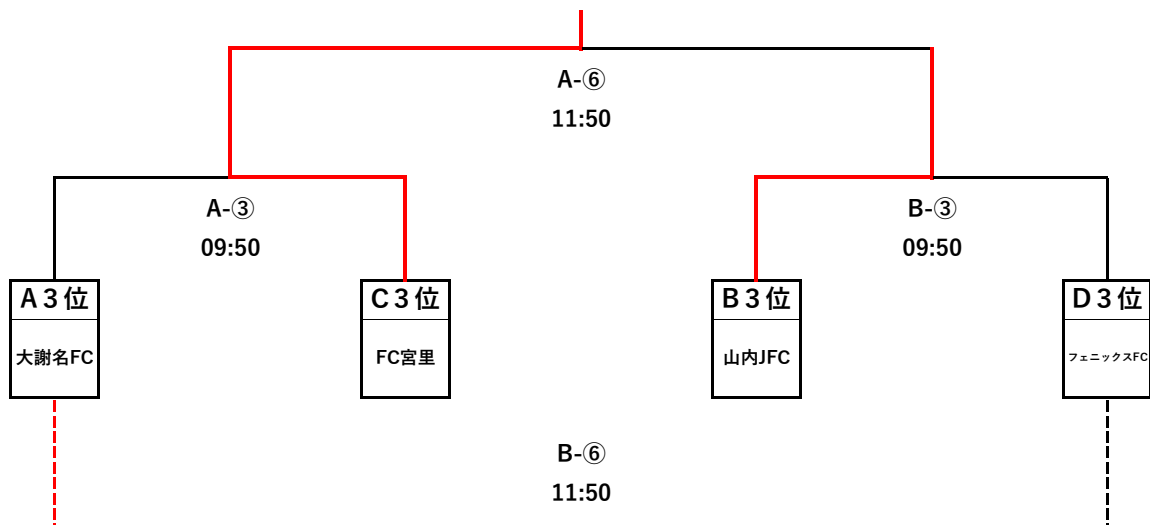 A-⑥
11:50
A-③
09:50
B-③
09:50
A３位
C３位
B３位
D３位
大謝名FC
FC宮里
山内JFC
フェニックスFC
B-⑥
11:50